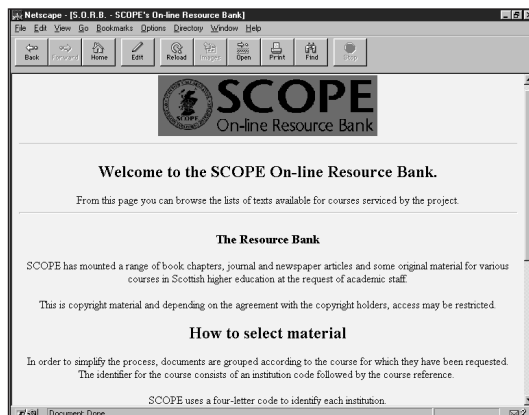 Netscape - [S.O.R.B. - SCOPE's On-line Resource Bank]
File Edit View Go Bookmarks Options Directory Window Help
Back Forward Home Edit Reload Images Open Print Find Stop
SCOPE
SCOPE
On-line Resource Bank
Welcome to the SCOPE On-line Resource Bank.
From this page you can browse the lists of texts available for courses serviced by the project.
The Resource Bank
SCOPE has mounted a range of book chapters, journal and newspaper articles and some original material for various
courses in Scottish higher education at the request of academic staff.
This is copyright material and depending on the agreement with the copyright holders, access may be restricted.
How to select material
In order to simplify the process, documents are grouped according to the course for which they have been requested.
The identifier for the course consists of an institution code followed by the course reference.
SCOPE uses a four-letter code to identify each institution.
Document: Done